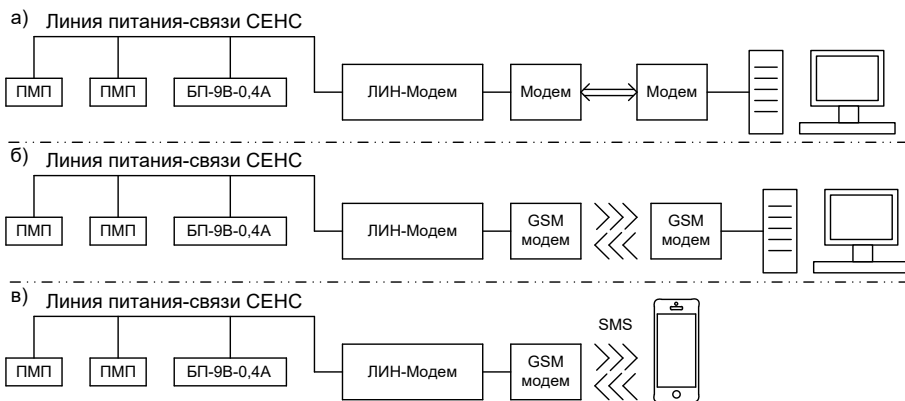 а)
Линия питания-связи СЕНС
ПМП ПМП БП-9В-0,4А ЛИН-Модем Модем Модем
б)
Линия питания-связи СЕНС
ПМП ПМП БП-9В-0,4А ЛИН-Модем GSM модем GSM модем
в)
Линия питания-связи СЕНС
SMS
ПМП ПМП БП-9В-0,4А ЛИН-Модем GSM модем